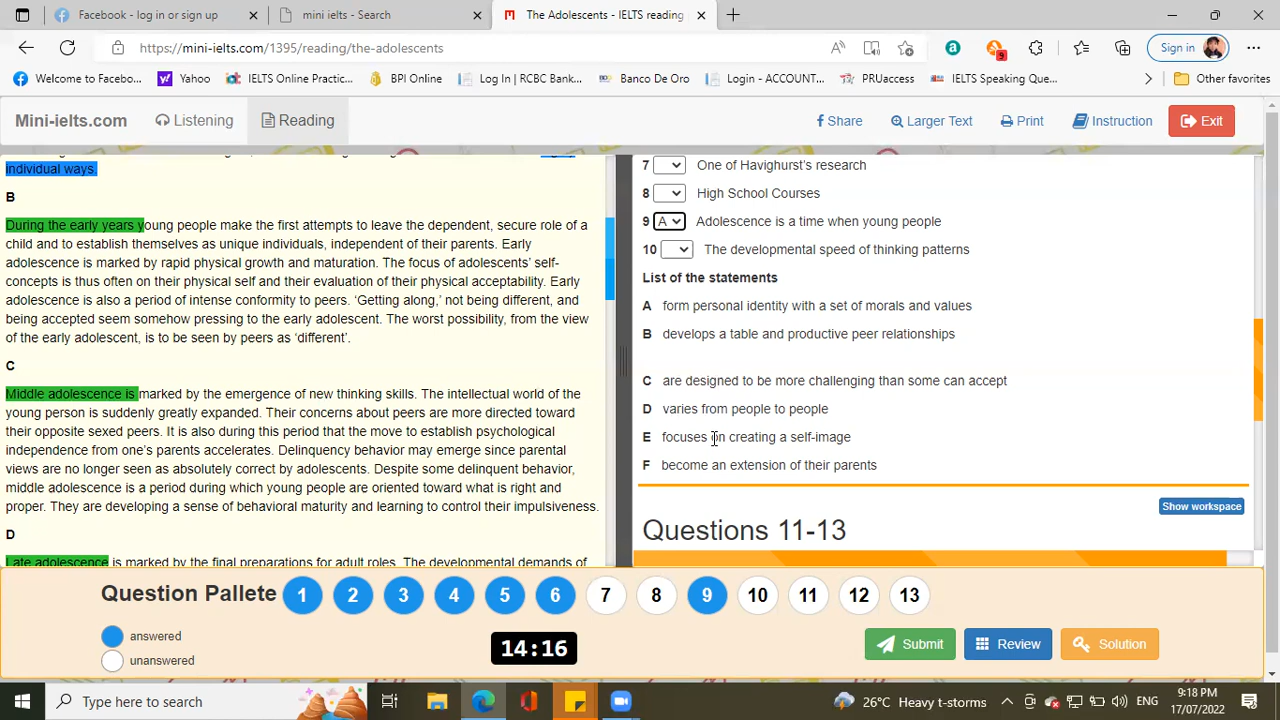 Facebook - log in or sign up
mini ielts - Search
The Adolescents - IELTS reading
https://mini-ielts.com/1395/reading/the-adolescents
Sign in
Welcome to Facebo...
Yahoo
IELTS Online Practic...
BPI Online
Log In | RCBC Bank...
Banco De Oro
Login - ACCOUNT...
PRUaccess
IELTS Speaking Que...
Other favorites
Mini-ielts.com
Listening
Reading
Share
Larger Text
Print
Instruction
Exit
individual ways.
B
During the early years young people make the first attempts to leave the dependent, secure role of a
child and to establish themselves as unique individuals, independent of their parents. Early
adolescence is marked by rapid physical growth and maturation. The focus of adolescents' self-
concepts is thus often on their physical self and their evaluation of their physical acceptability. Early
adolescence is also a period of intense conformity to peers. 'Getting along,' not being different, and
being accepted seem somehow pressing to the early adolescent. The worst possibility, from the view
of the early adolescent, is to be seen by peers as 'different'.
C
Middle adolescence is marked by the emergence of new thinking skills. The intellectual world of the
young person is suddenly greatly expanded. Their concerns about peers are more directed toward
their opposite sexed peers. It is also during this period that the move to establish psychological
independence from one's parents accelerates. Delinquency behavior may emerge since parental
views are no longer seen as absolutely correct by adolescents. Despite some delinquent behavior,
middle adolescence is a period during which young people are oriented toward what is right and
proper. They are developing a sense of behavioral maturity and learning to control their impulsiveness.
D
Late adolescence is marked by the final preparations for adult roles. The developmental demands of
7 One of Havighurst's research
8 High School Courses
9 A Adolescence is a time when young people
10 The developmental speed of thinking patterns
List of the statements
A form personal identity with a set of morals and values
B develops a table and productive peer relationships
C are designed to be more challenging than some can accept
D varies from people to people
E focuses on creating a self-image
F become an extension of their parents
Show workspace
Questions 11-13
Question Pallete 1 2 3 4 5 6 7 8 9 10 11 12 13
answered
unanswered
14:16
Submit
Review
Solution
Type here to search
26°C Heavy t-storms
ENG
9:18 PM
17/07/2022
9